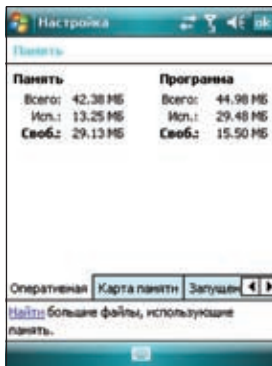 Настройка ok
Память
Память Программа
Всего: 42.38 МБ Всего: 44.98 МБ
Исп.: 13.25 МБ Исп.: 29.48 МБ
Своб.: 29.13 МБ Своб.: 15.50 МБ
Оперативная Карта памяти Запущен
Найти большие файлы, использующие
память.